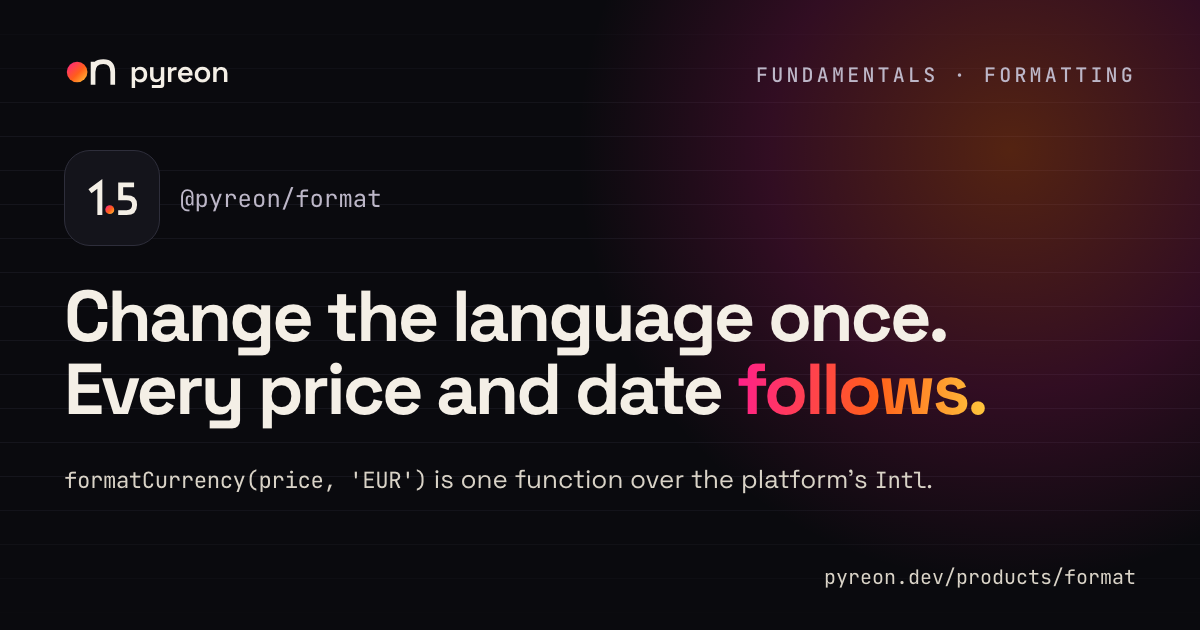 pyreon
FUNDAMENTALS · FORMATTING
1.5
@pyreon/format
Change the language once.
Every price and date follows.
formatCurrency(price, 'EUR') is one function over the platform’s Intl.
pyreon.dev/products/format